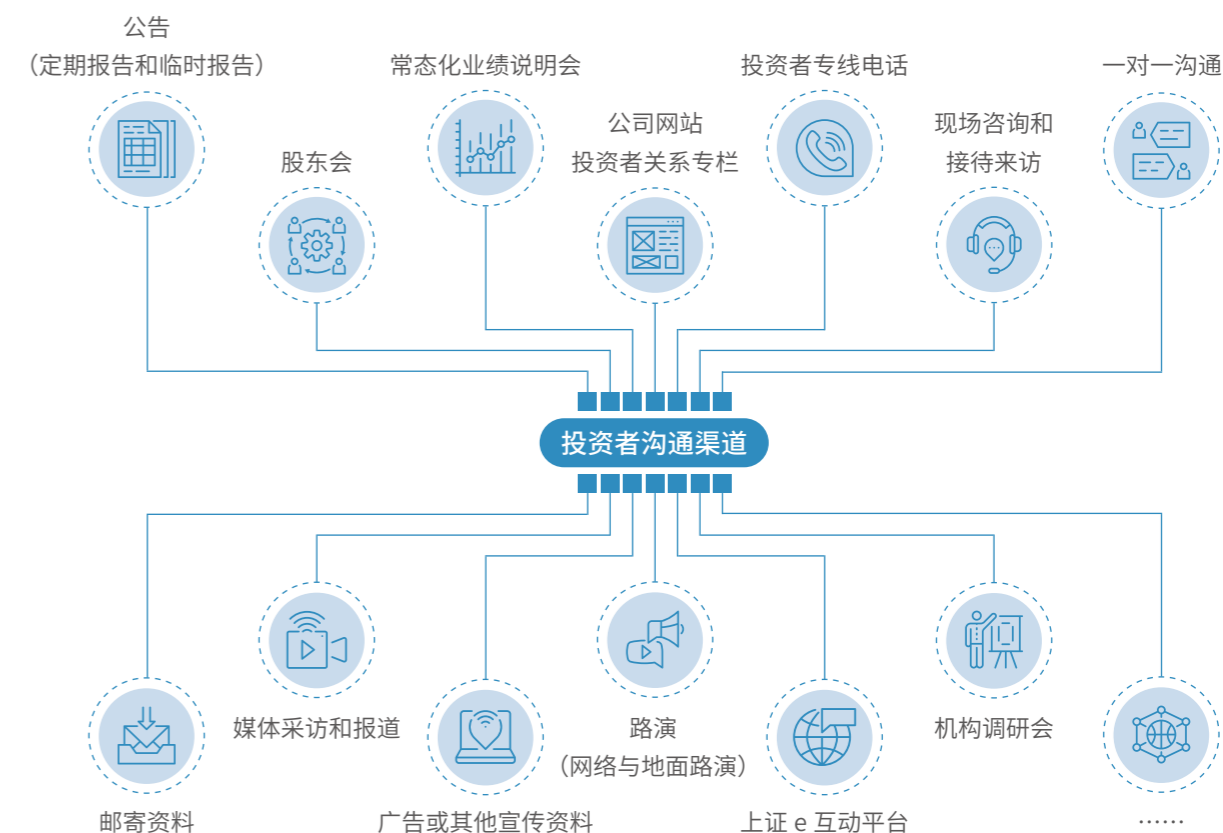 公告
（定期报告和临时报告）
股东会
常态化业绩说明会
公司网站
投资者关系专栏
投资者专线电话
现场咨询和
接待来访
一对一沟通
投资者沟通渠道
邮寄资料
媒体采访和报道
广告或其他宣传资料
路演
（网络与地面路演）
上证 e 互动平台
机构调研会
……